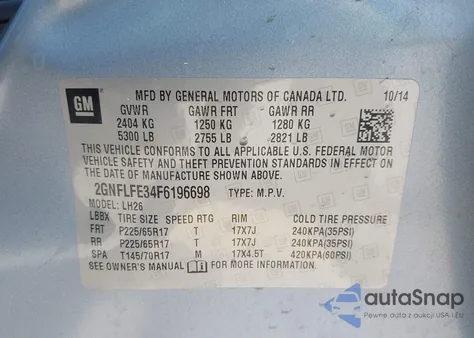 GM
MFD BY GENERAL MOTORS OF CANADA LTD. 10/14
GVWR GAWR FRT GAWR RR
2404 KG 1250 KG 1280 KG
5300 LB 2755 LB 2821 LB
THIS VEHICLE CONFORMS TO ALL APPLICABLE U.S. FEDERAL MOTOR
VEHICLE SAFETY AND THEFT PREVENTION STANDARDS IN EFFECT ON
THE DATE OF MANUFACTURE SHOWN ABOVE.
2GNFLFE34F6196698 TYPE: M.P.V.
MODEL: LH26
LBBX TIRE SIZE SPEED RTG RIM COLD TIRE PRESSURE
FRT P225/65R17 T 17X7J 240KPA(35PSI)
RR P225/65R17 T 17X7J 240KPA(35PSI)
SPA T145/70R17 M 17X4.5T 420KPA(60PSI)
SEE OWNER'S MANUAL FOR MORE INFORMATION.
autoSnap
Autoaukcje USA i EU